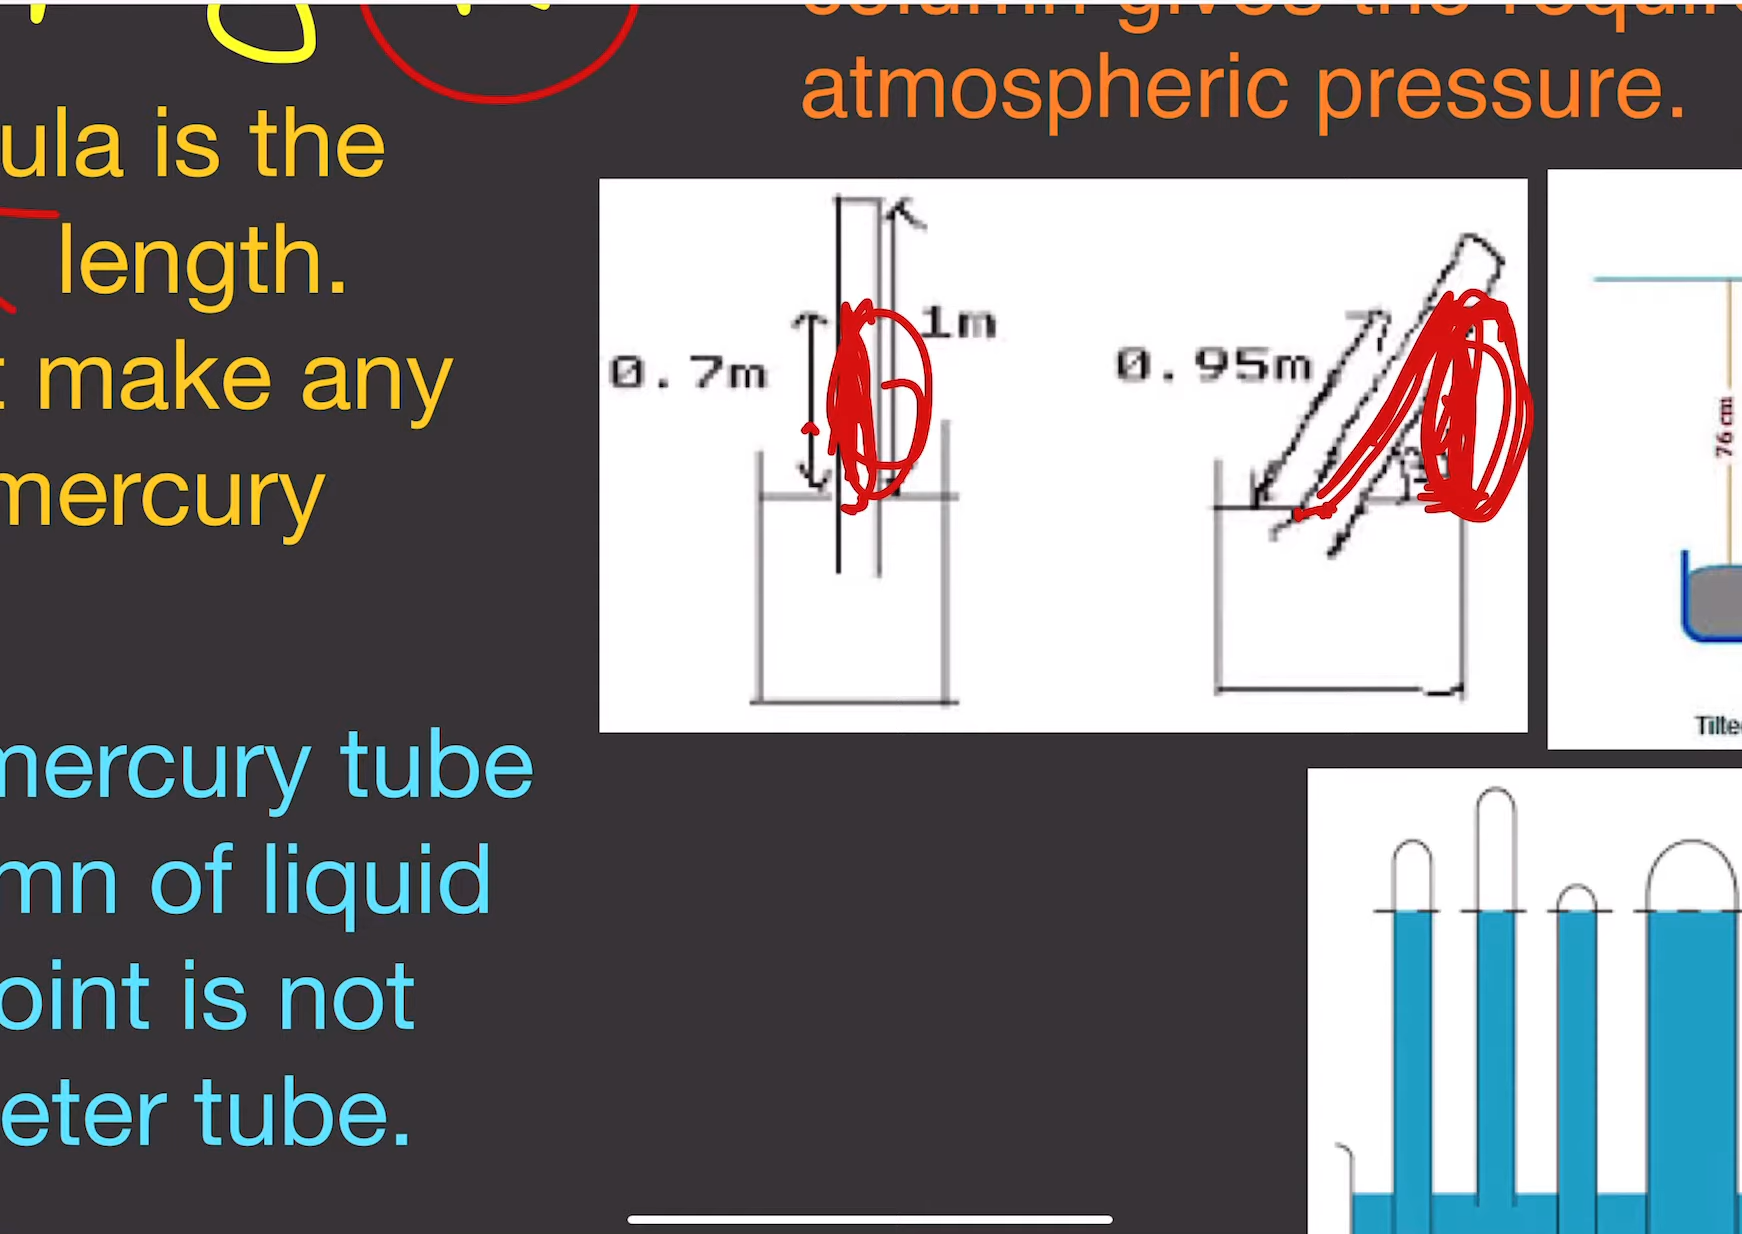 atmospheric pressure.
ula is the
length.
make any
mercury
mercury tube
mn of liquid
oint is not
eter tube.
1m
0.7m
0.95m
76 cm
Tilte